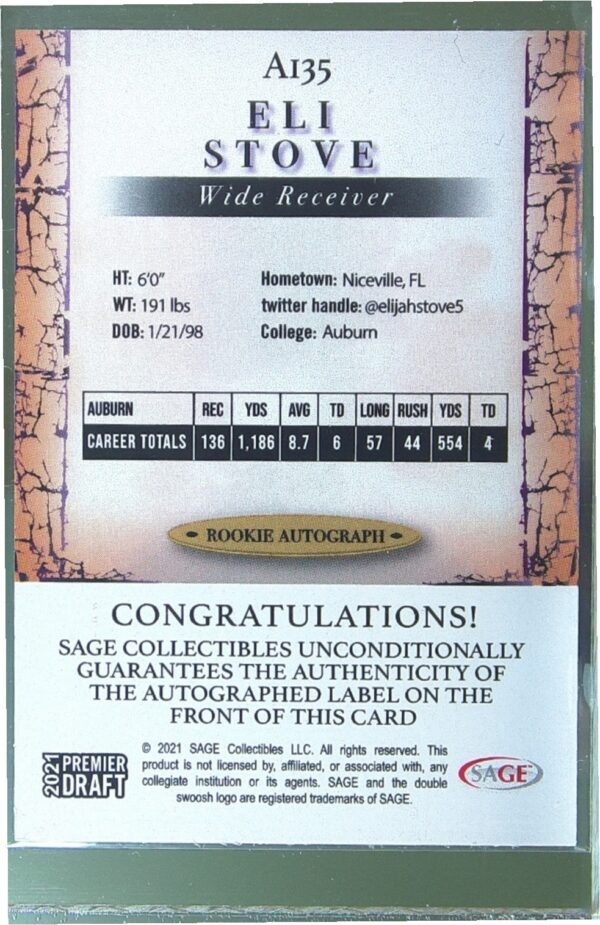 A135
ELI
STOVE
Wide Receiver
HT: 6'0"
WT: 191 lbs
DOB: 1/21/98
Hometown: Niceville, FL
twitter handle: @elijahstove5
College: Auburn
AUBURN REC YDS AVG TD LONG RUSH YDS TD
CAREER TOTALS 136 1,186 8.7 6 57 44 554 4
ROOKIE AUTOGRAPH
CONGRATULATIONS!
SAGE COLLECTIBLES UNCONDITIONALLY
GUARANTEES THE AUTHENTICITY OF
THE AUTOGRAPHED LABEL ON THE
FRONT OF THIS CARD
2021 PREMIER
DRAFT
© 2021 SAGE Collectibles LLC. All rights reserved. This
product is not licensed by, affiliated, or associated with, any
collegiate institution or its agents. SAGE and the double
swoosh logo are registered trademarks of SAGE.
SAGE